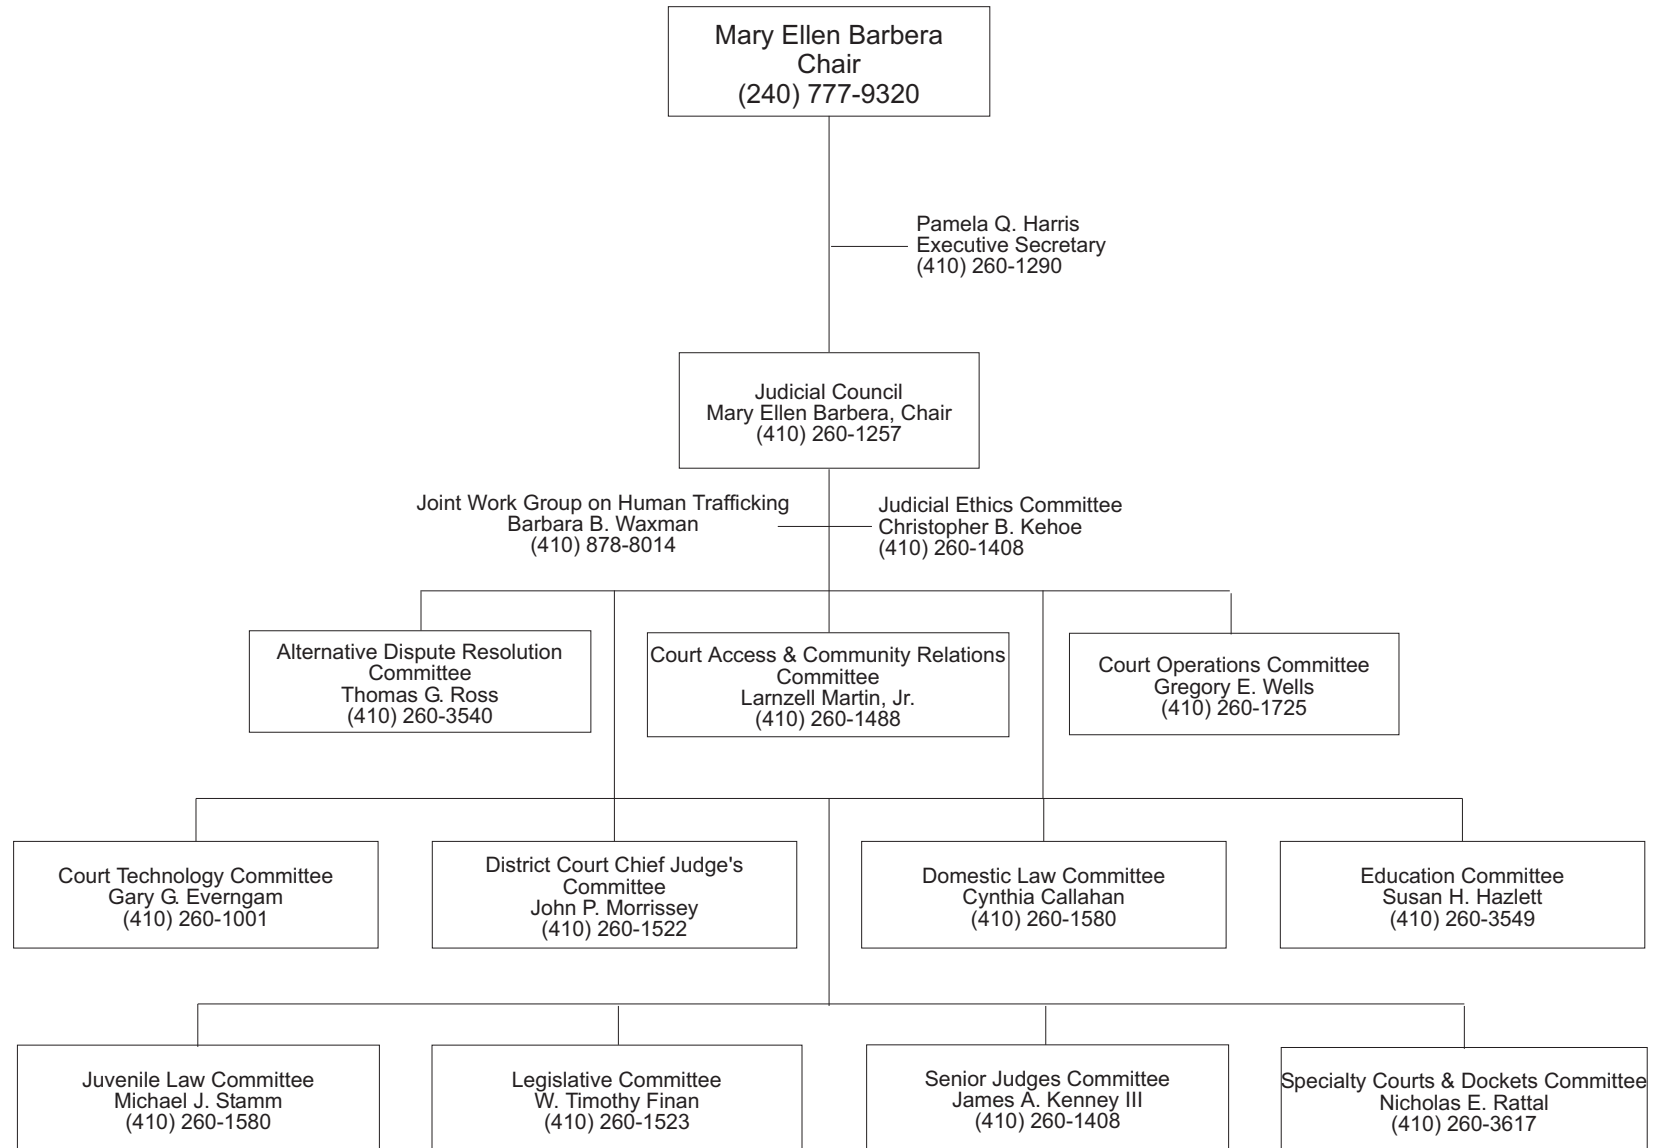 Mary Ellen Barbera
Chair
(240) 777-9320
Pamela Q. Harris
Executive Secretary
(410) 260-1290
Judicial Council
Mary Ellen Barbera, Chair
(410) 260-1257
Joint Work Group on Human Trafficking
Barbara B. Waxman
(410) 878-8014
Judicial Ethics Committee
Christopher B. Kehoe
(410) 260-1408
Alternative Dispute Resolution
Committee
Thomas G. Ross
(410) 260-3540
Court Access & Community Relations
Committee
Larnzell Martin, Jr.
(410) 260-1488
Court Operations Committee
Gregory E. Wells
(410) 260-1725
Court Technology Committee
Gary G. Everngam
(410) 260-1001
District Court Chief Judge's
Committee
John P. Morrissey
(410) 260-1522
Domestic Law Committee
Cynthia Callahan
(410) 260-1580
Education Committee
Susan H. Hazlett
(410) 260-3549
Juvenile Law Committee
Michael J. Stamm
(410) 260-1580
Legislative Committee
W. Timothy Finan
(410) 260-1523
Senior Judges Committee
James A. Kenney III
(410) 260-1408
Specialty Courts & Dockets Committee
Nicholas E. Rattal
(410) 260-3617